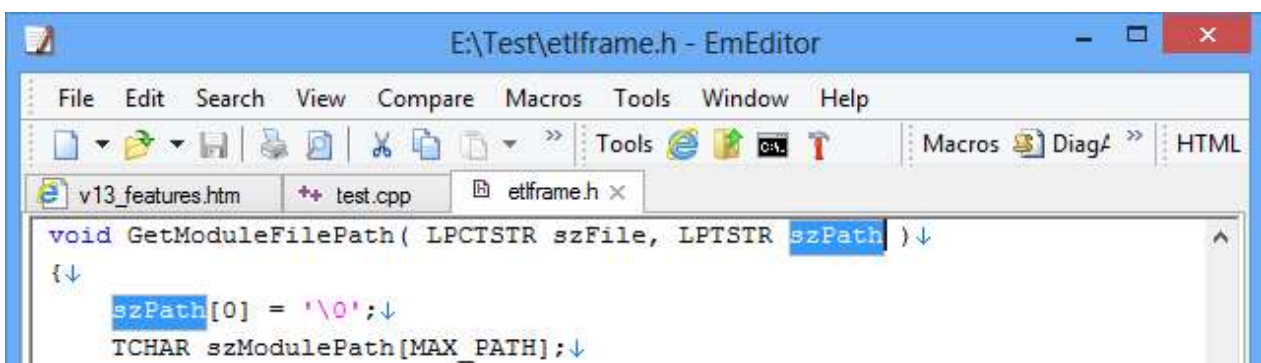 E:\Test\etlframe.h - EmEditor
File Edit Search View Compare Macros Tools Window Help
Tools C:\. Macros DiagA HTML
v13_features.htm test.cpp etlframe.h
void GetModuleFilePath( LPCTSTR szFile, LPTSTR szPath )↓
{↓
szPath[0] = '\0';↓
TCHAR szModulePath[MAX_PATH];↓